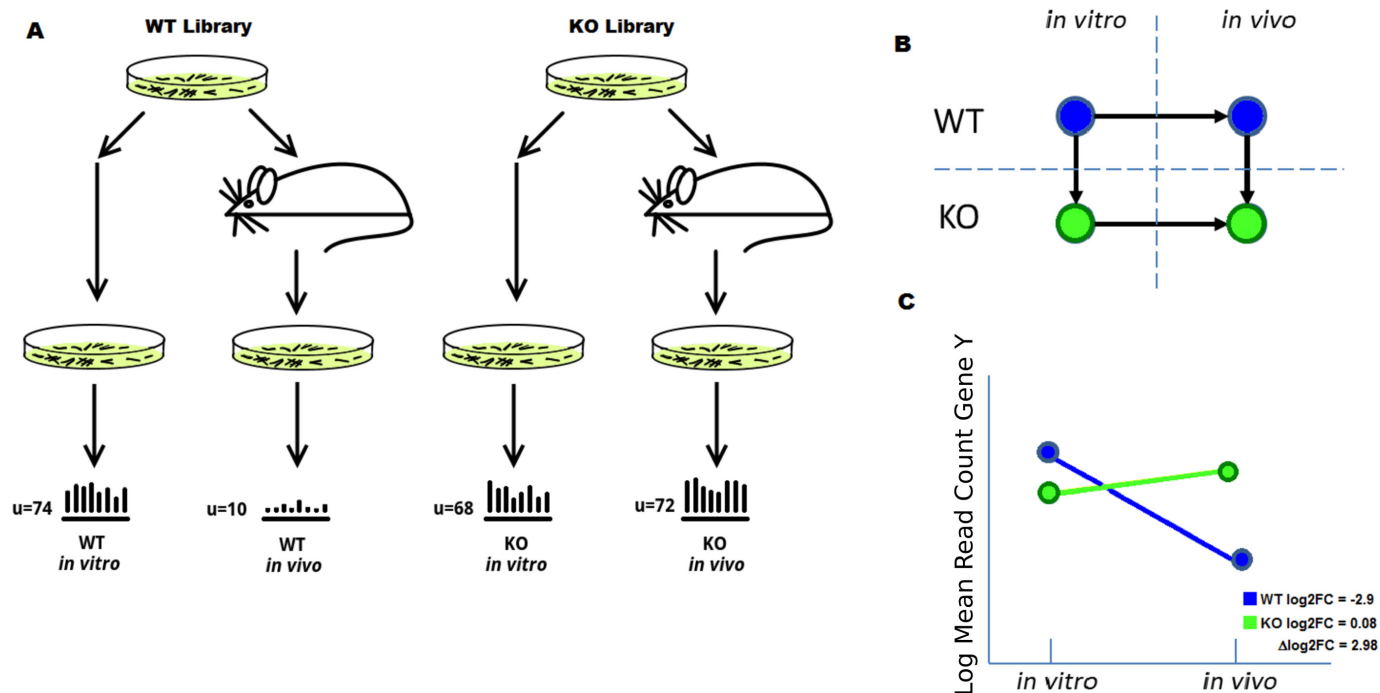 A
WT Library
KO Library
u=74
WT
in vitro
u=10
WT
in vivo
u=68
KO
in vitro
u=72
KO
in vivo
B
in vitro
in vivo
WT
KO
C
Log Mean Read Count Gene Y
WT log2FC = -2.9
KO log2FC = 0.08
Δlog2FC = 2.98
in vitro
in vivo